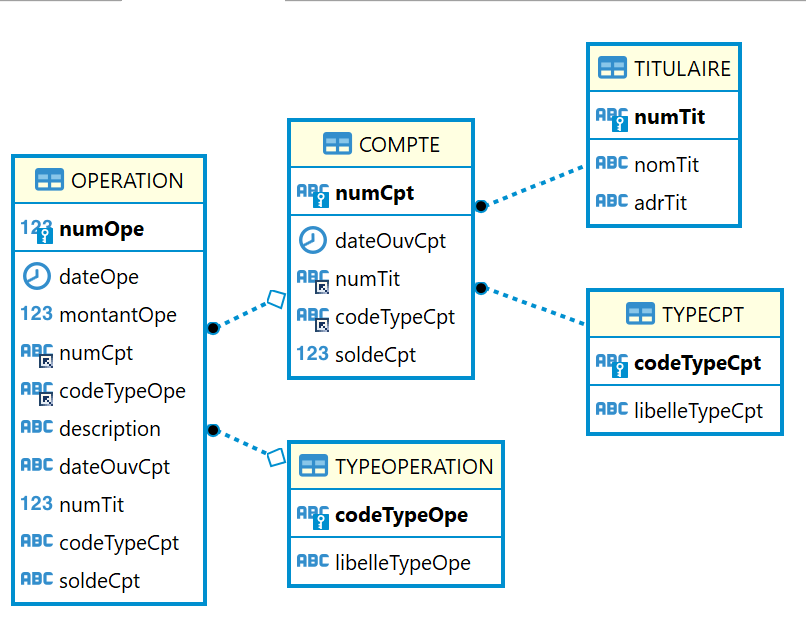 OPERATION
123 numOpe
dateOpe
123 montantOpe
ABC numCpt
ABC codeTypeOpe
ABC description
ABC dateOuvCpt
123 numTit
ABC codeTypeCpt
ABC soldeCpt
COMPTE
ABC numCpt
dateOuvCpt
ABC numTit
ABC codeTypeCpt
123 soldeCpt
TYPEOPERATION
ABC codeTypeOpe
ABC libelleTypeOpe
TITULAIRE
ABC numTit
ABC nomTit
ABC adrTit
TYPECPT
ABC codeTypeCpt
ABC libelleTypeCpt